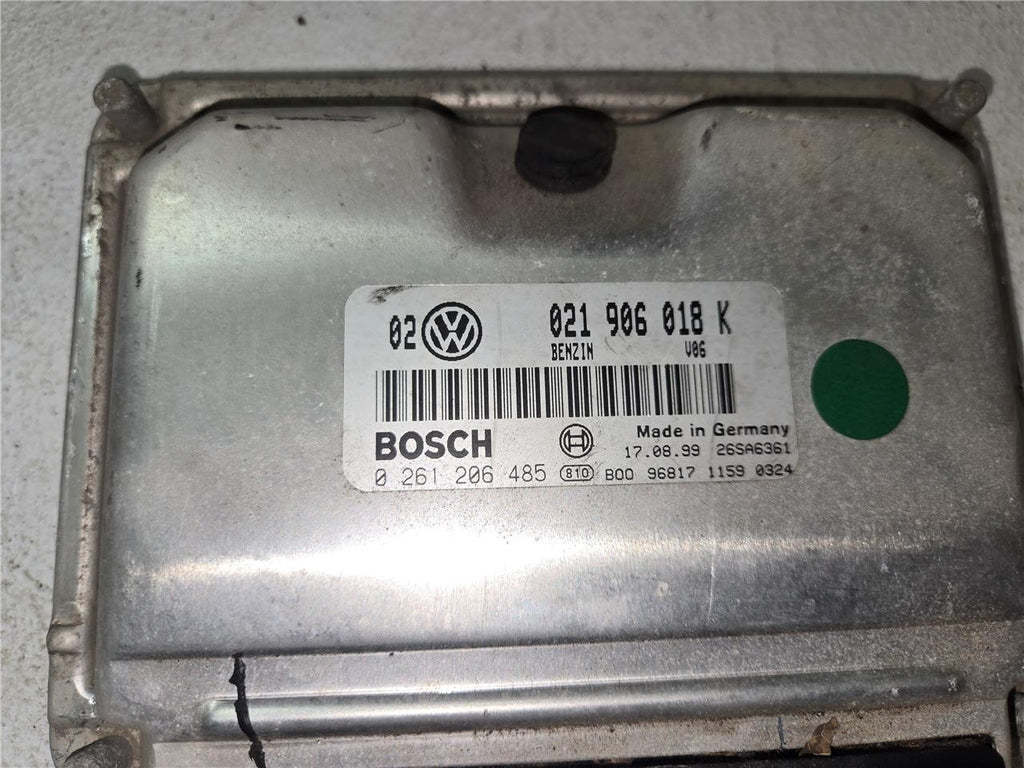 02 VW 021 906 018 K
BENZIN V06
BOSCH Made in Germany
17.08.99 26SA6361
0 261 206 485 810 B00 96817 1159 0324